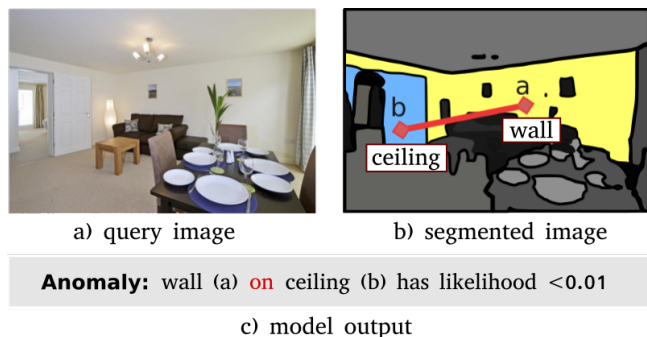 a
b
wall
ceiling
a) query image
b) segmented image
Anomaly: wall (a) on ceiling (b) has likelihood <0.01
c) model output